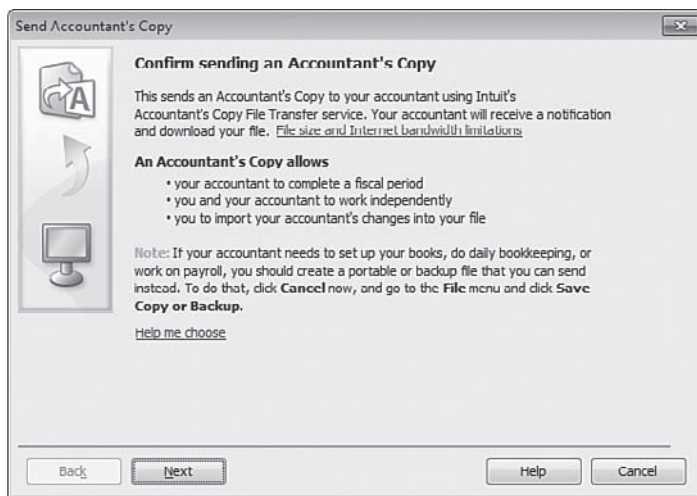 Send Accountant's Copy
Confirm sending an Accountant's Copy
This sends an Accountant's Copy to your accountant using Intuit's
Accountant's Copy File Transfer service. Your accountant will receive a notification
and download your file. File size and Internet bandwidth limitations
An Accountant's Copy allows
• your accountant to complete a fiscal period
• you and your accountant to work independently
• you to import your accountant's changes into your file
Note: If your accountant needs to set up your books, do daily bookkeeping, or
work on payroll, you should create a portable or backup file that you can send
instead. To do that, click Cancel now, and go to the File menu and click Save
Copy or Backup.
Help me choose
Back
Next
Help
Cancel
A